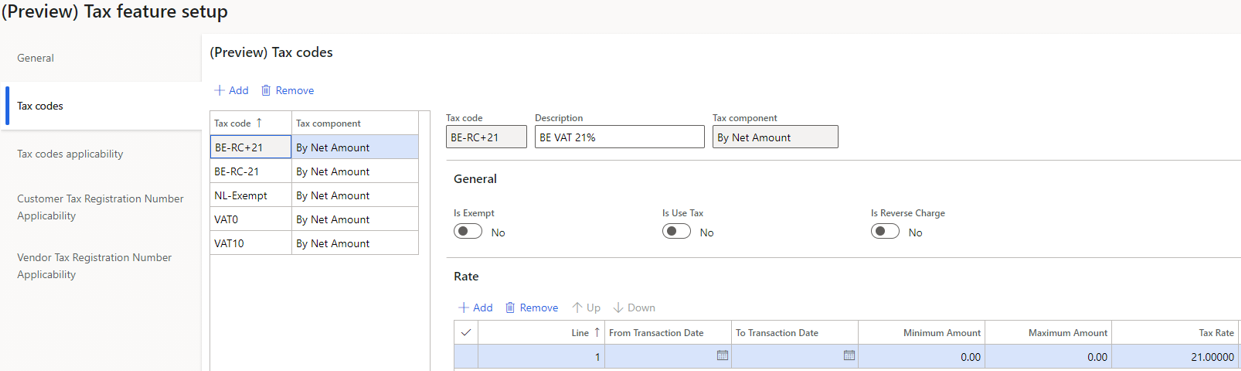 (Preview) Tax feature setup
General
Tax codes
Tax codes applicability
Customer Tax Registration Number
Applicability
Vendor Tax Registration Number
Applicability
(Preview) Tax codes
Add Remove
Tax code Tax component
BE-RC+21 By Net Amount
BE-RC-21 By Net Amount
NL-Exempt By Net Amount
VAT0 By Net Amount
VAT10 By Net Amount
Tax code Description Tax component
BE-RC+21 BE VAT 21% By Net Amount
General
Is Exempt Is Use Tax Is Reverse Charge
No No No
Rate
Add Remove Up Down
Line From Transaction Date To Transaction Date Minimum Amount Maximum Amount Tax Rate
1 0.00 0.00 21.00000